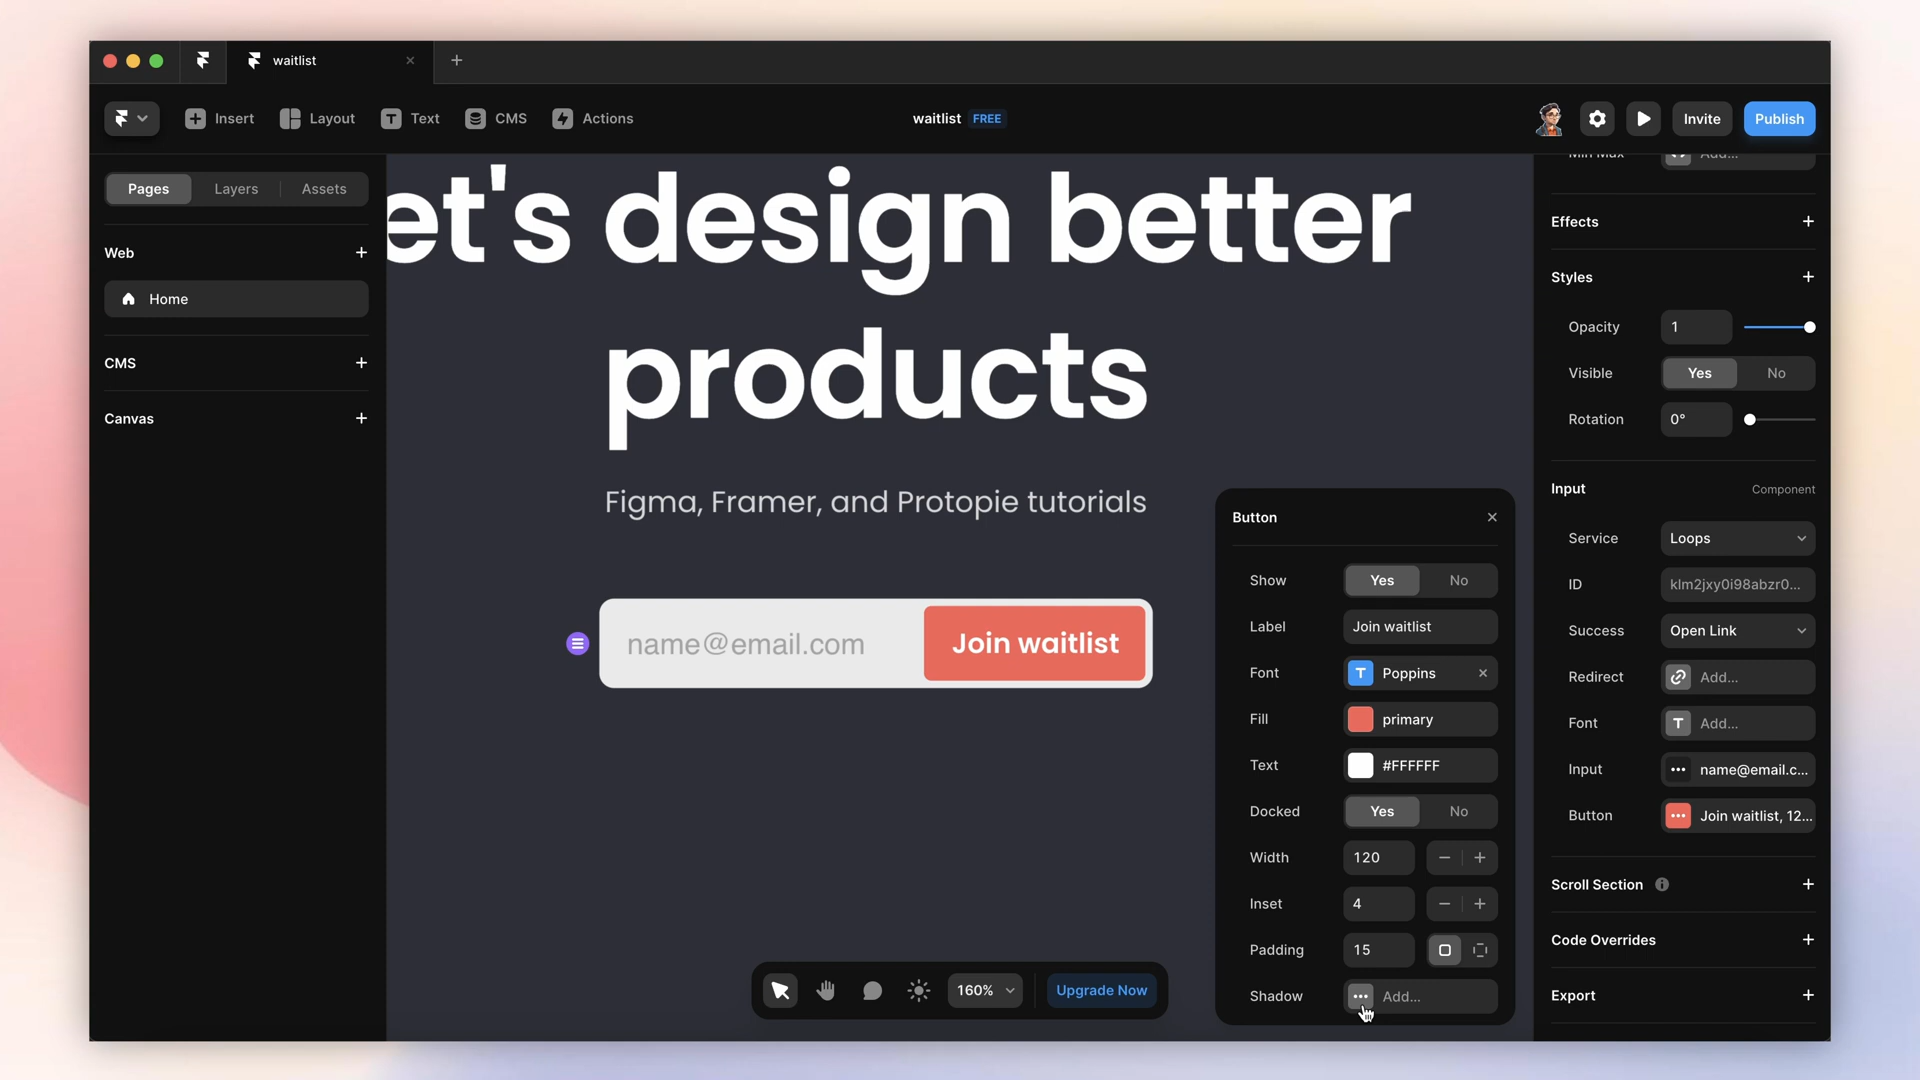 waitlist
Insert
Layout
Text
CMS
Actions
waitlist FREE
Invite
Publish
Pages
Layers
Assets
Web
Home
CMS
Canvas
et's design better
products
Figma, Framer, and Protopie tutorials
name@email.com
Join waitlist
160%
Upgrade Now
Button
Show Yes No
Label Join waitlist
Font T Poppins
Fill primary
Text #FFFFFF
Docked Yes No
Width 120
Inset 4
Padding 15
Shadow Add...
Min Max Add...
Effects
Styles
Opacity 1
Visible Yes No
Rotation 0°
Input Component
Service Loops
ID klm2jxy0i98abzr0...
Success Open Link
Redirect Add...
Font T Add...
Input name@email.c...
Button Join waitlist, 12...
Scroll Section
Code Overrides
Export